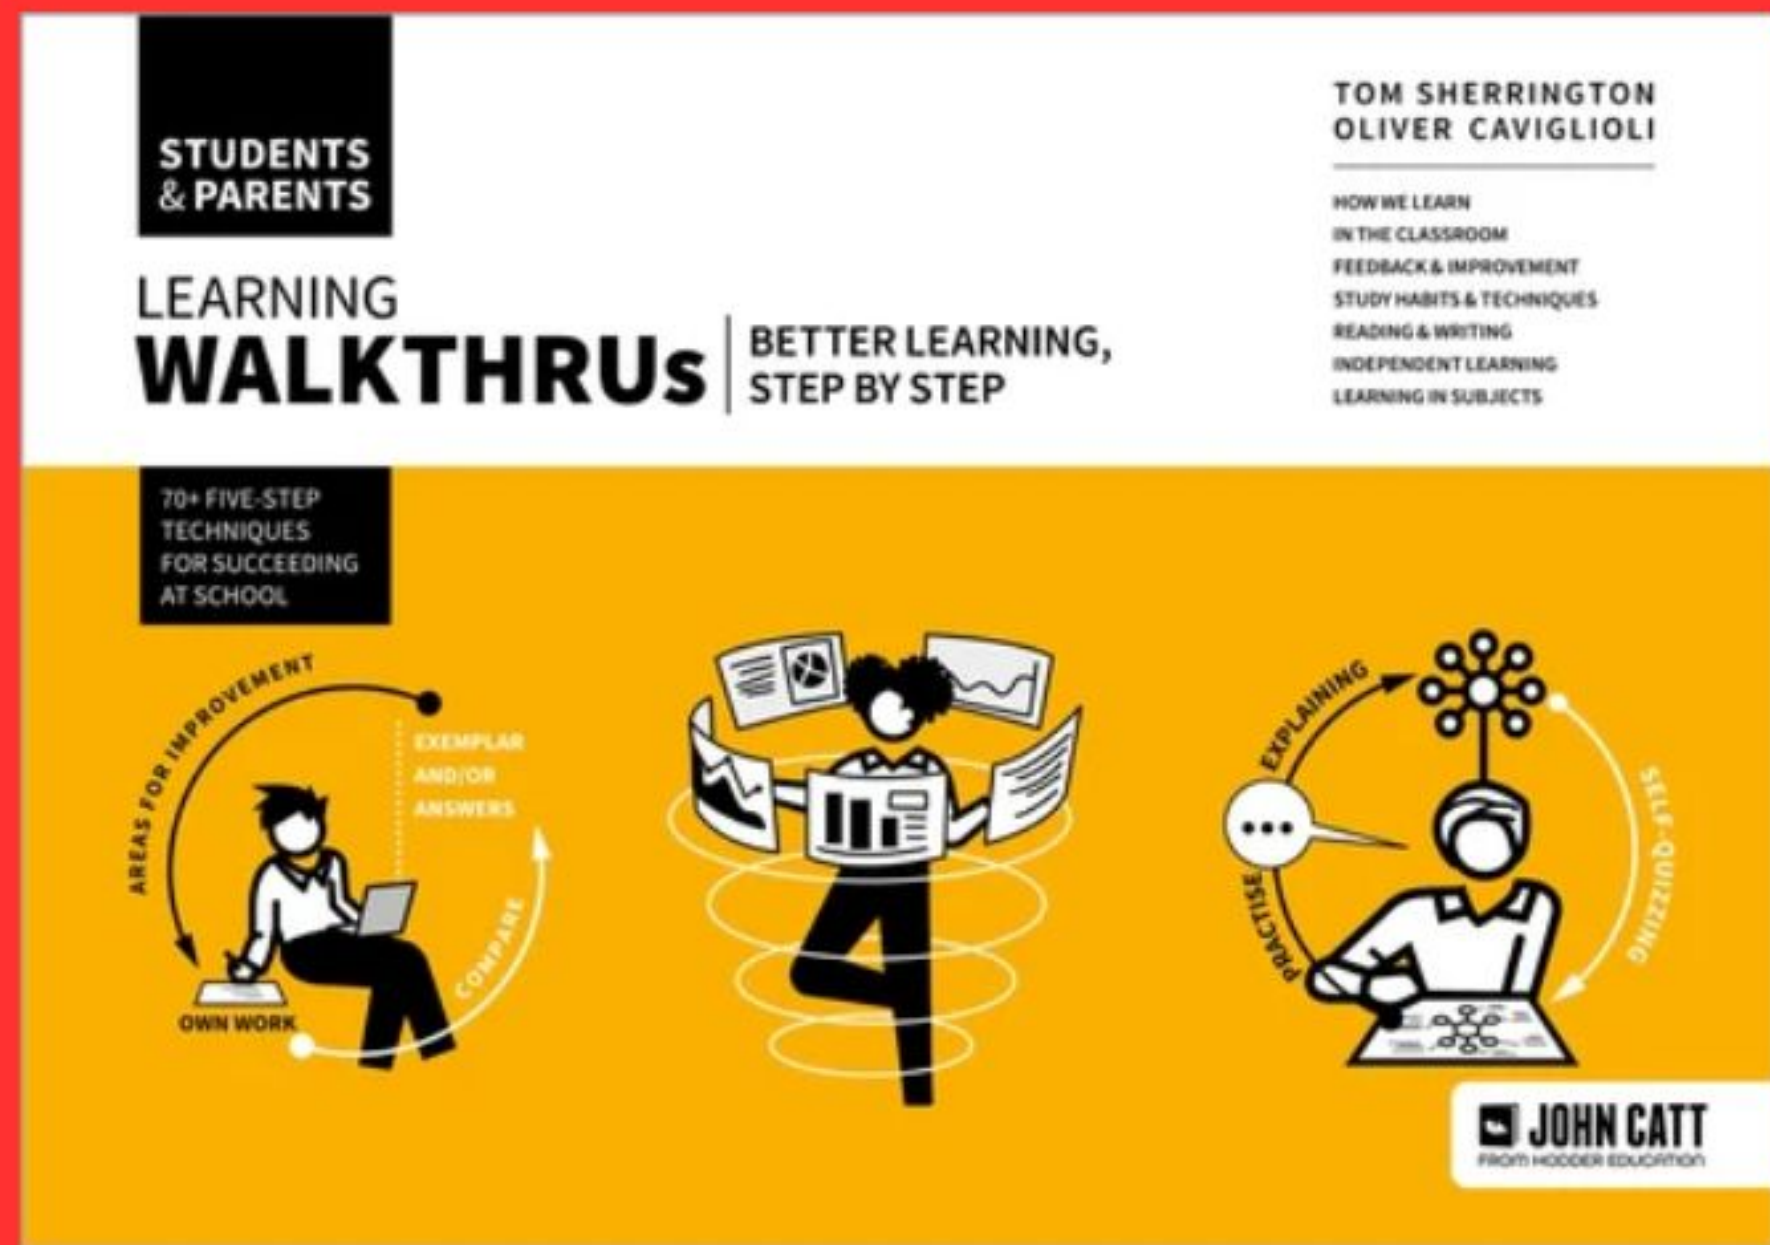 STUDENTS
& PARENTS
LEARNING
WALKTHRUs
BETTER LEARNING,
STEP BY STEP
TOM SHERRINGTON
OLIVER CAVIGLIOLI
HOW WE LEARN
IN THE CLASSROOM
FEEDBACK & IMPROVEMENT
STUDY HABITS & TECHNIQUES
READING & WRITING
INDEPENDENT LEARNING
LEARNING IN SUBJECTS
70+ FIVE-STEP
TECHNIQUES
FOR SUCCEEDING
AT SCHOOL
AREAS FOR IMPROVEMENT
EXEMPLAR
AND/OR
ANSWERS
COMPARE
OWN WORK
EXPLAINING
PRACTISE
SELF-QUIZZING
JOHN CATT
FROM HODDER EDUCATION